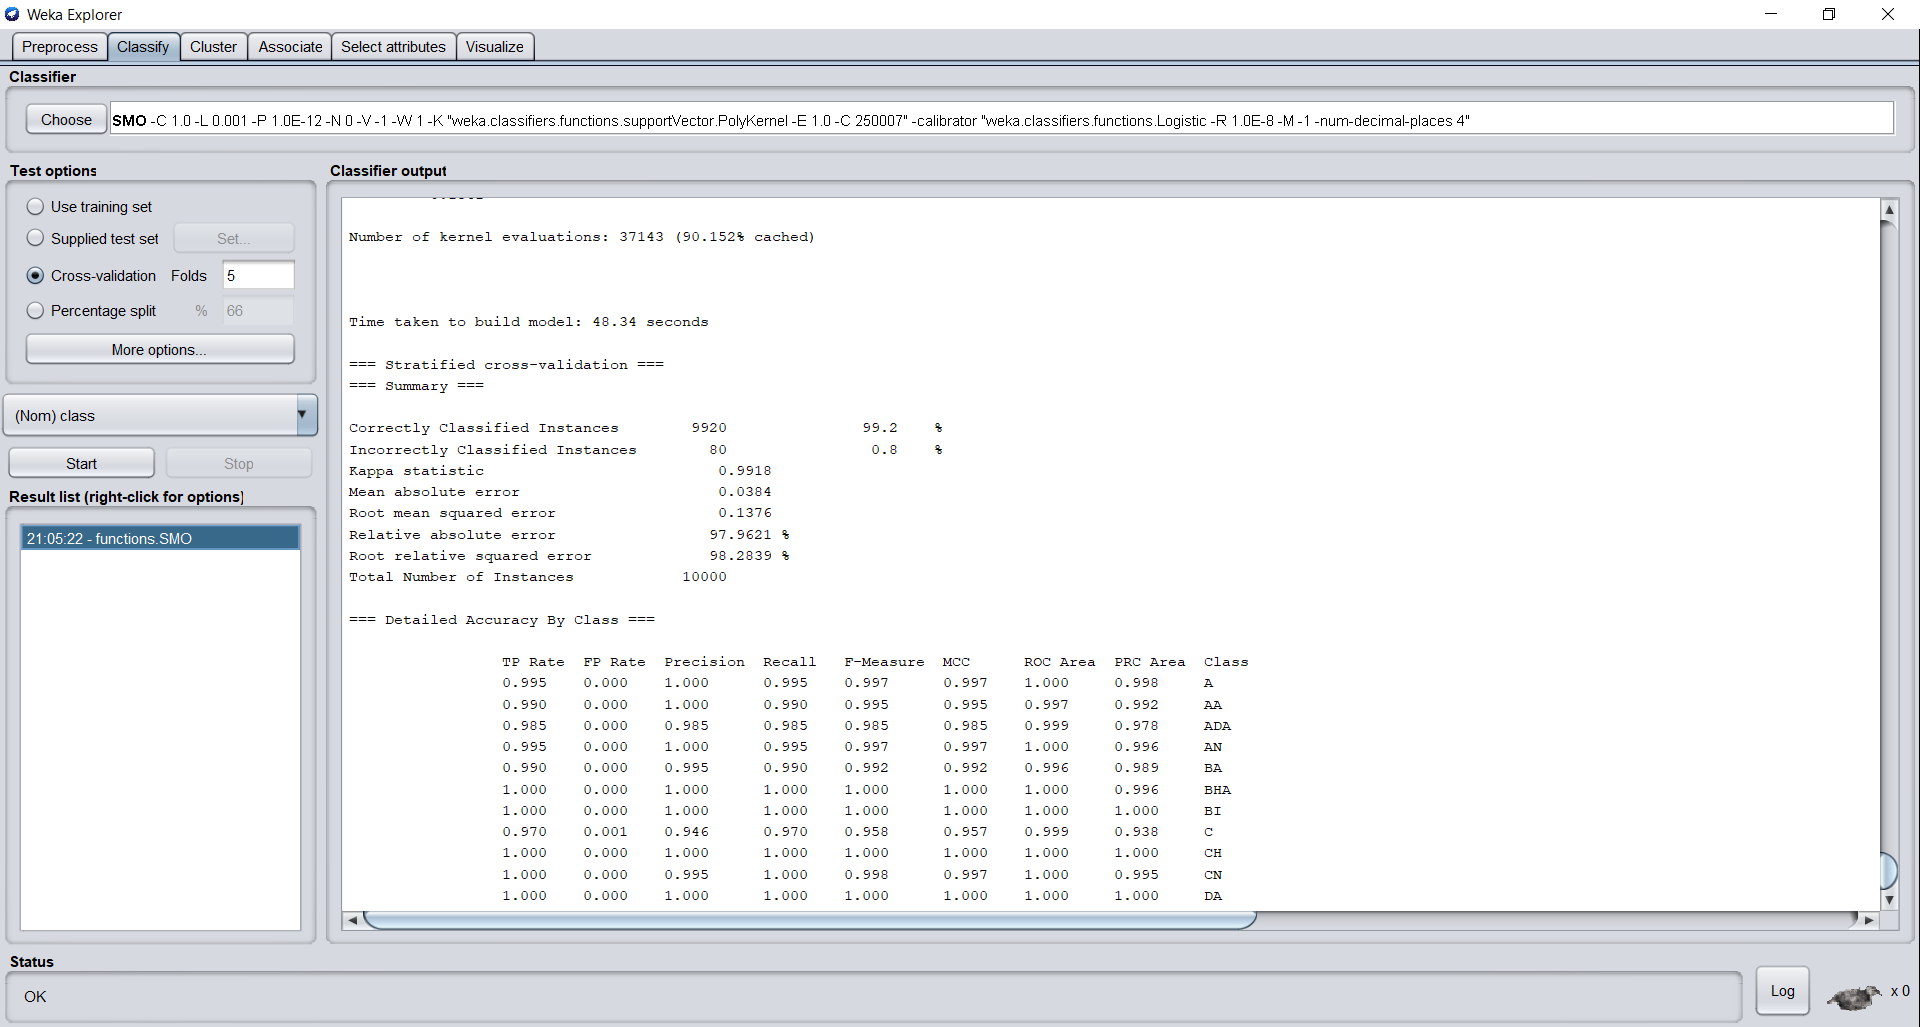 Weka Explorer
Preprocess Classify Cluster Associate Select attributes Visualize
Classifier
Choose SMO -C 1.0 -L 0.001 -P 1.0E-12 -N 0 -V -1 -W 1 -K "weka.classifiers.functions.supportVector.PolyKernel -E 1.0 -C 250007" -calibrator "weka.classifiers.functions.Logistic -R 1.0E-8 -M -1 -num-decimal-places 4"
Test options
Use training set
Supplied test set Set...
Cross-validation Folds 5
Percentage split % 66
More options...
(Nom) class
Start Stop
Result list (right-click for options)
21:05:22 - functions.SMO
Classifier output
Number of kernel evaluations: 37143 (90.152% cached)
Time taken to build model: 48.34 seconds
=== Stratified cross-validation ===
=== Summary ===
Correctly Classified Instances 9920 99.2 %
Incorrectly Classified Instances 80 0.8 %
Kappa statistic 0.9918
Mean absolute error 0.0384
Root mean squared error 0.1376
Relative absolute error 97.9621 %
Root relative squared error 98.2839 %
Total Number of Instances 10000
=== Detailed Accuracy By Class ===
TP Rate FP Rate Precision Recall F-Measure MCC ROC Area PRC Area Class
0.995 0.000 1.000 0.995 0.997 0.997 1.000 0.998 A
0.990 0.000 1.000 0.990 0.995 0.995 0.997 0.992 AA
0.985 0.000 0.985 0.985 0.985 0.985 0.999 0.978 ADA
0.995 0.000 1.000 0.995 0.997 0.997 1.000 0.996 AN
0.990 0.000 0.995 0.990 0.992 0.992 0.996 0.989 BA
1.000 0.000 1.000 1.000 1.000 1.000 1.000 0.996 BHA
1.000 0.000 1.000 1.000 1.000 1.000 1.000 1.000 BI
0.970 0.001 0.946 0.970 0.958 0.957 0.999 0.938 C
1.000 0.000 1.000 1.000 1.000 1.000 1.000 1.000 CH
1.000 0.000 0.995 1.000 0.998 0.997 1.000 0.995 CN
1.000 0.000 1.000 1.000 1.000 1.000 1.000 1.000 DA
Status
OK
Log
x 0